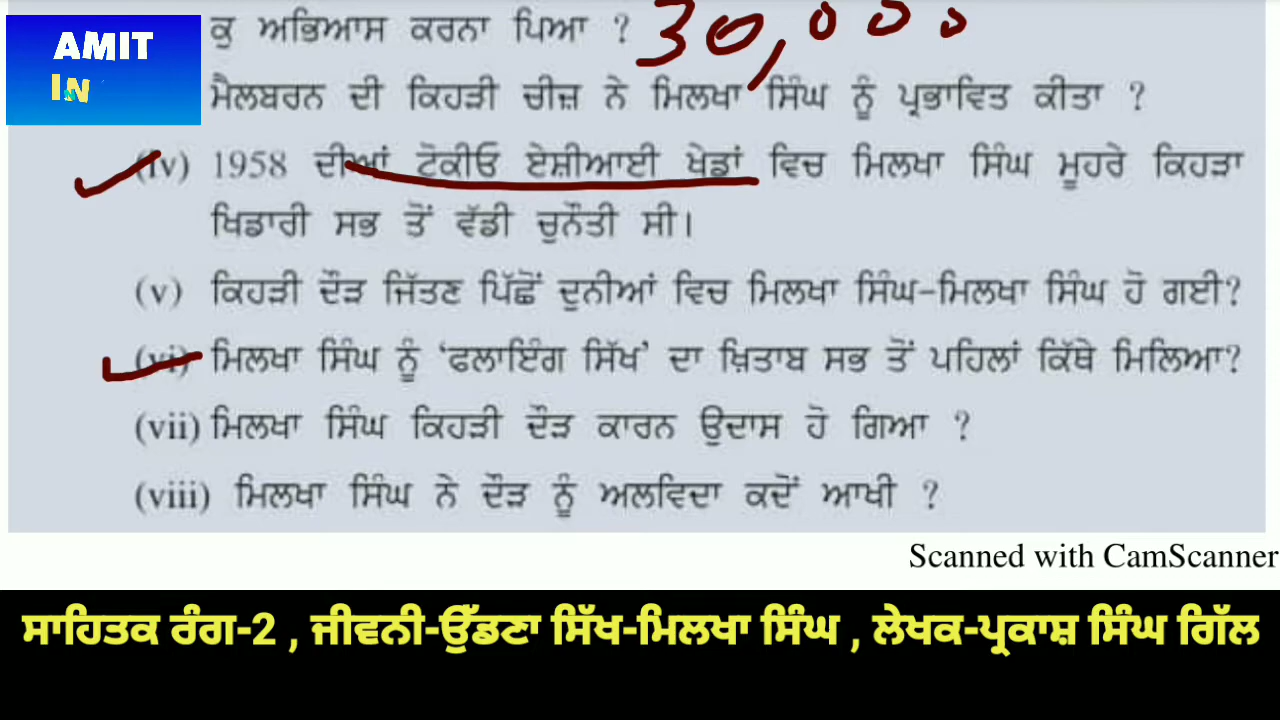 AMIT
IN
ਕੁ ਅਭਿਆਸ ਕਰਨਾ ਪਿਆ ? 30,000
ਮੈਲਬਰਨ ਦੀ ਕਿਹੜੀ ਚੀਜ਼ ਨੇ ਮਿਲਖਾ ਸਿੰਘ ਨੂੰ ਪ੍ਰਭਾਵਿਤ ਕੀਤਾ ?
(iv) 1958 ਦੀਆਂ ਟੋਕੀਓ ਏਸ਼ੀਆਈ ਖੇਡਾਂ ਵਿਚ ਮਿਲਖਾ ਸਿੰਘ ਮੂਹਰੇ ਕਿਹੜਾ
ਖਿਡਾਰੀ ਸਭ ਤੋਂ ਵੱਡੀ ਚੁਨੌਤੀ ਸੀ।
(v) ਕਿਹੜੀ ਦੌੜ ਜਿੱਤਣ ਪਿੱਛੋਂ ਦੁਨੀਆਂ ਵਿਚ ਮਿਲਖਾ ਸਿੰਘ-ਮਿਲਖਾ ਸਿੰਘ ਹੋ ਗਈ?
(vi) ਮਿਲਖਾ ਸਿੰਘ ਨੂੰ ‘ਫਲਾਇੰਗ ਸਿੱਖ’ ਦਾ ਖ਼ਿਤਾਬ ਸਭ ਤੋਂ ਪਹਿਲਾਂ ਕਿੱਥੇ ਮਿਲਿਆ?
(vii) ਮਿਲਖਾ ਸਿੰਘ ਕਿਹੜੀ ਦੌੜ ਕਾਰਨ ਉਦਾਸ ਹੋ ਗਿਆ ?
(viii) ਮਿਲਖਾ ਸਿੰਘ ਨੇ ਦੌੜ ਨੂੰ ਅਲਵਿਦਾ ਕਦੋਂ ਆਖੀ ?
Scanned with CamScanner
ਸਾਹਿਤਕ ਰੰਗ-2 , ਜੀਵਨੀ-ਉੱਡਣਾ ਸਿੱਖ-ਮਿਲਖਾ ਸਿੰਘ , ਲੇਖਕ-ਪ੍ਰਕਾਸ਼ ਸਿੰਘ ਗਿੱਲ